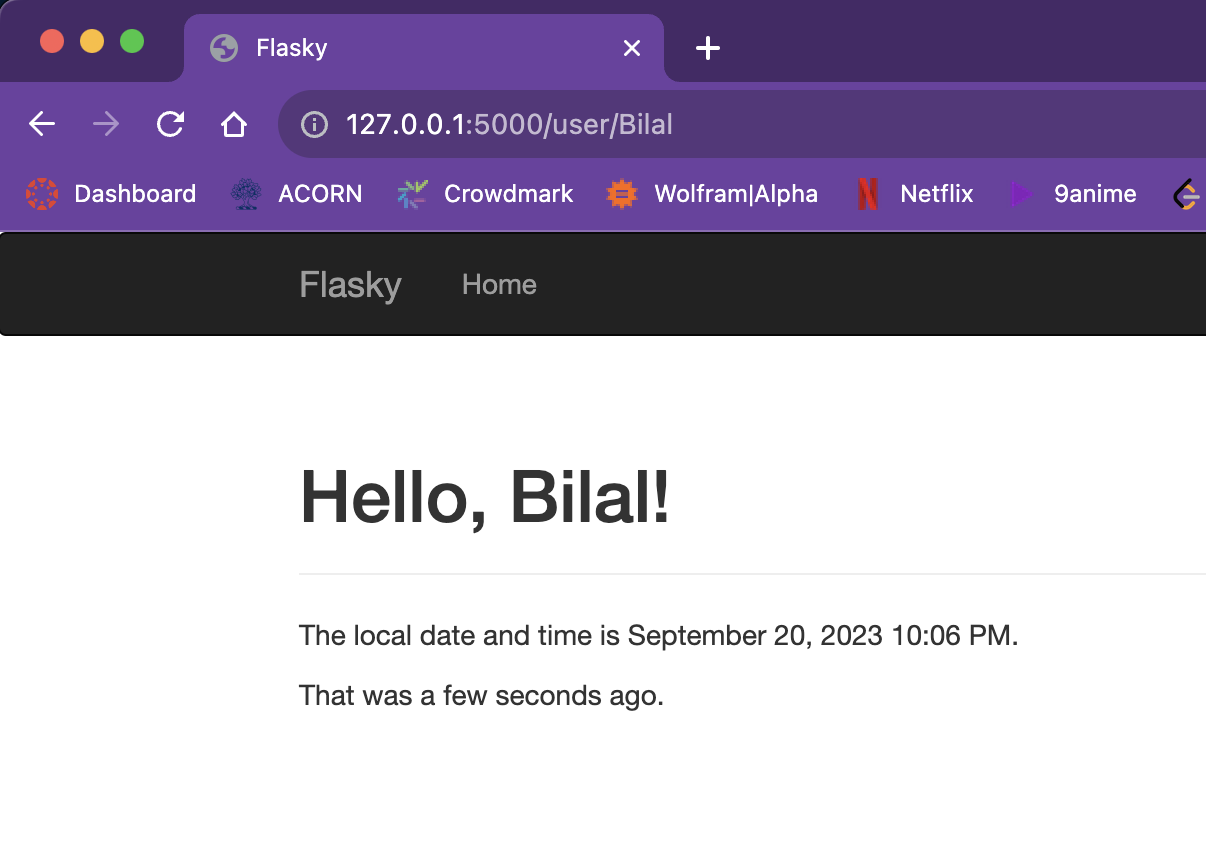 Flasky
127.0.0.1:5000/user/Bilal
Dashboard ACORN Crowdmark Wolfram|Alpha Netflix 9anime
Flasky Home
Hello, Bilal!
The local date and time is September 20, 2023 10:06 PM.
That was a few seconds ago.